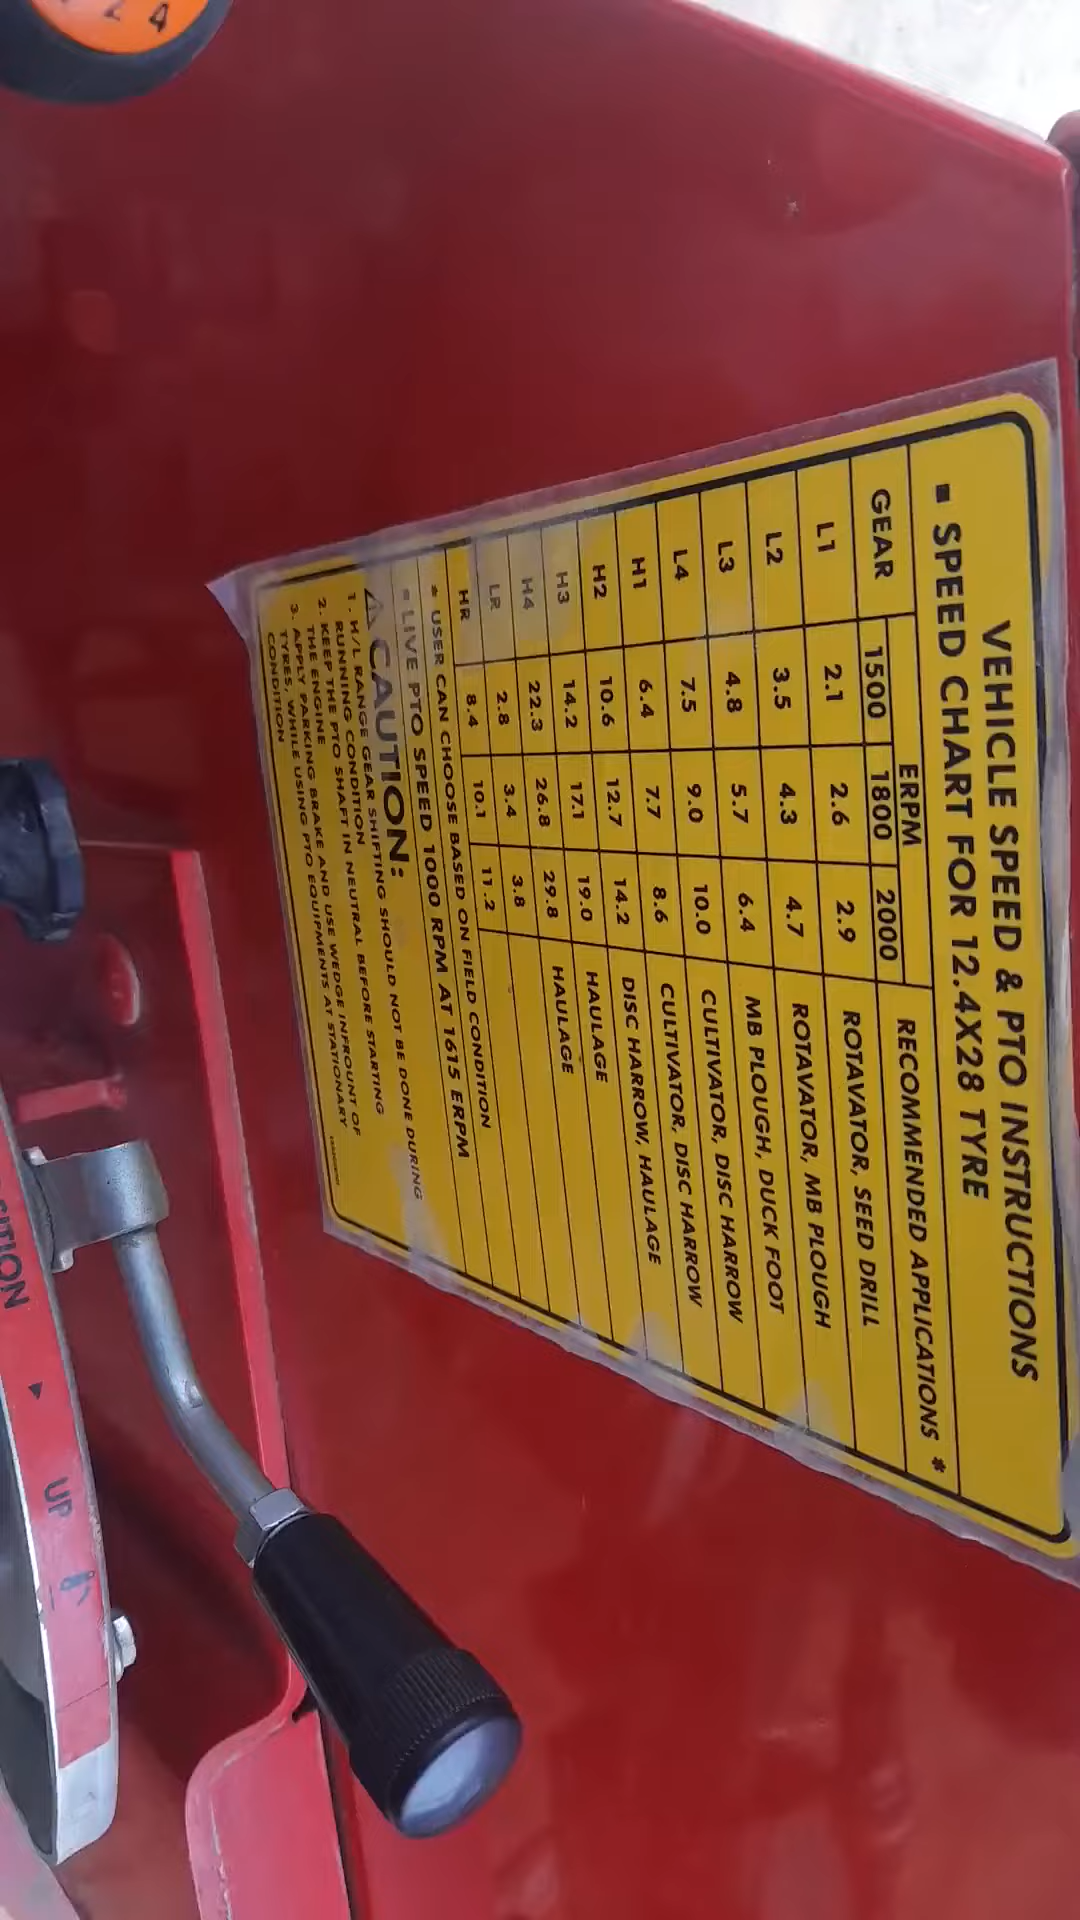 VEHICLE SPEED & PTO INSTRUCTIONS
▪ SPEED CHART FOR 12.4X28 TYRE
GEAR ERPM RECOMMENDED APPLICATIONS *
1500 1800 2000
L1 2.1 2.6 2.9 ROTAVATOR, SEED DRILL
L2 3.5 4.3 4.7 ROTAVATOR, MB PLOUGH
L3 4.8 5.7 6.4 MB PLOUGH, DUCK FOOT
L4 7.5 9.0 10.0 CULTIVATOR, DISC HARROW
H1 6.4 7.7 8.6 CULTIVATOR, DISC HARROW
H2 10.6 12.7 14.2 DISC HARROW, HAULAGE
H3 14.2 17.1 19.0 HAULAGE
H4 22.3 26.8 29.8 HAULAGE
LR 2.8 3.4 3.8
HR 8.4 10.1 11.2
* USER CAN CHOOSE BASED ON FIELD CONDITION
▪ LIVE PTO SPEED 1000 RPM AT 1615 ERPM
⚠ CAUTION:
1. H/L RANGE GEAR SHIFTING SHOULD NOT BE DONE DURING
RUNNING CONDITION
2. KEEP THE PTO SHAFT IN NEUTRAL BEFORE STARTING
THE ENGINE
3. APPLY PARKING BRAKE AND USE WEDGE INFROUNT OF
TYRES, WHILE USING PTO EQUIPMENTS AT STATIONARY
CONDITION
2 4
UP